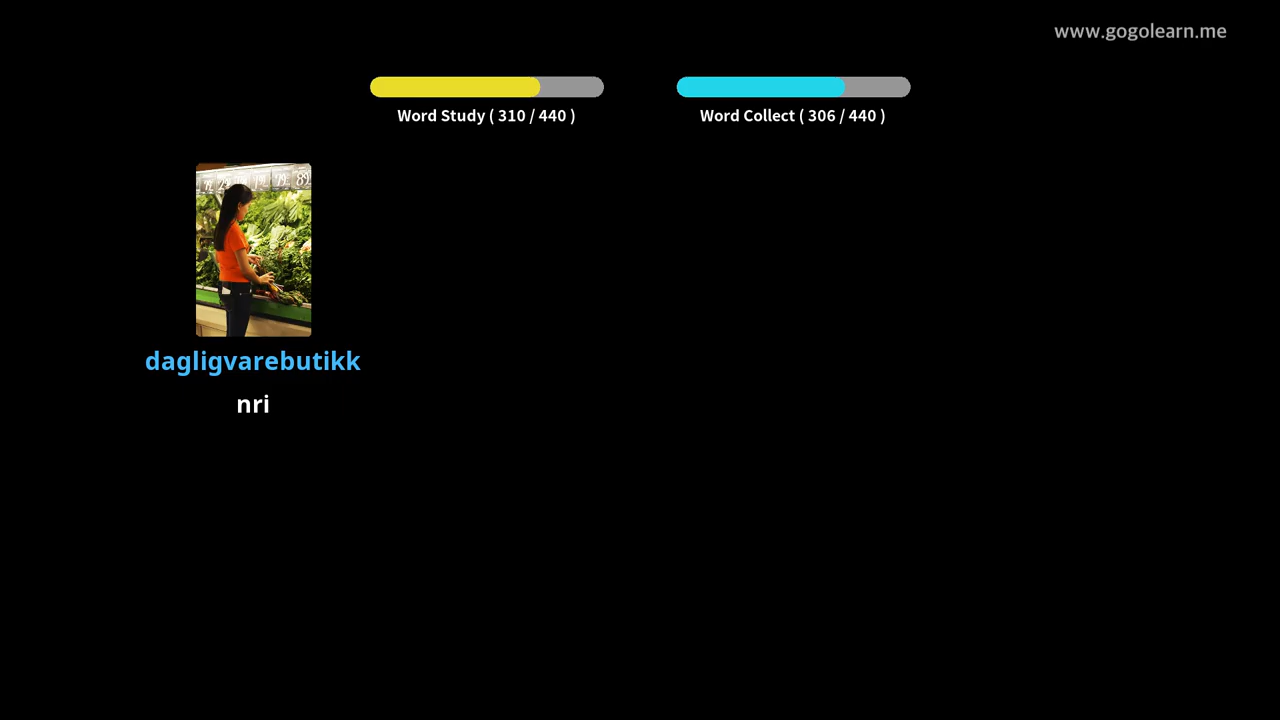 www.gogolearn.me
Word Study ( 310 / 440 )
Word Collect ( 306 / 440 )
dagligvarebutikk
nri